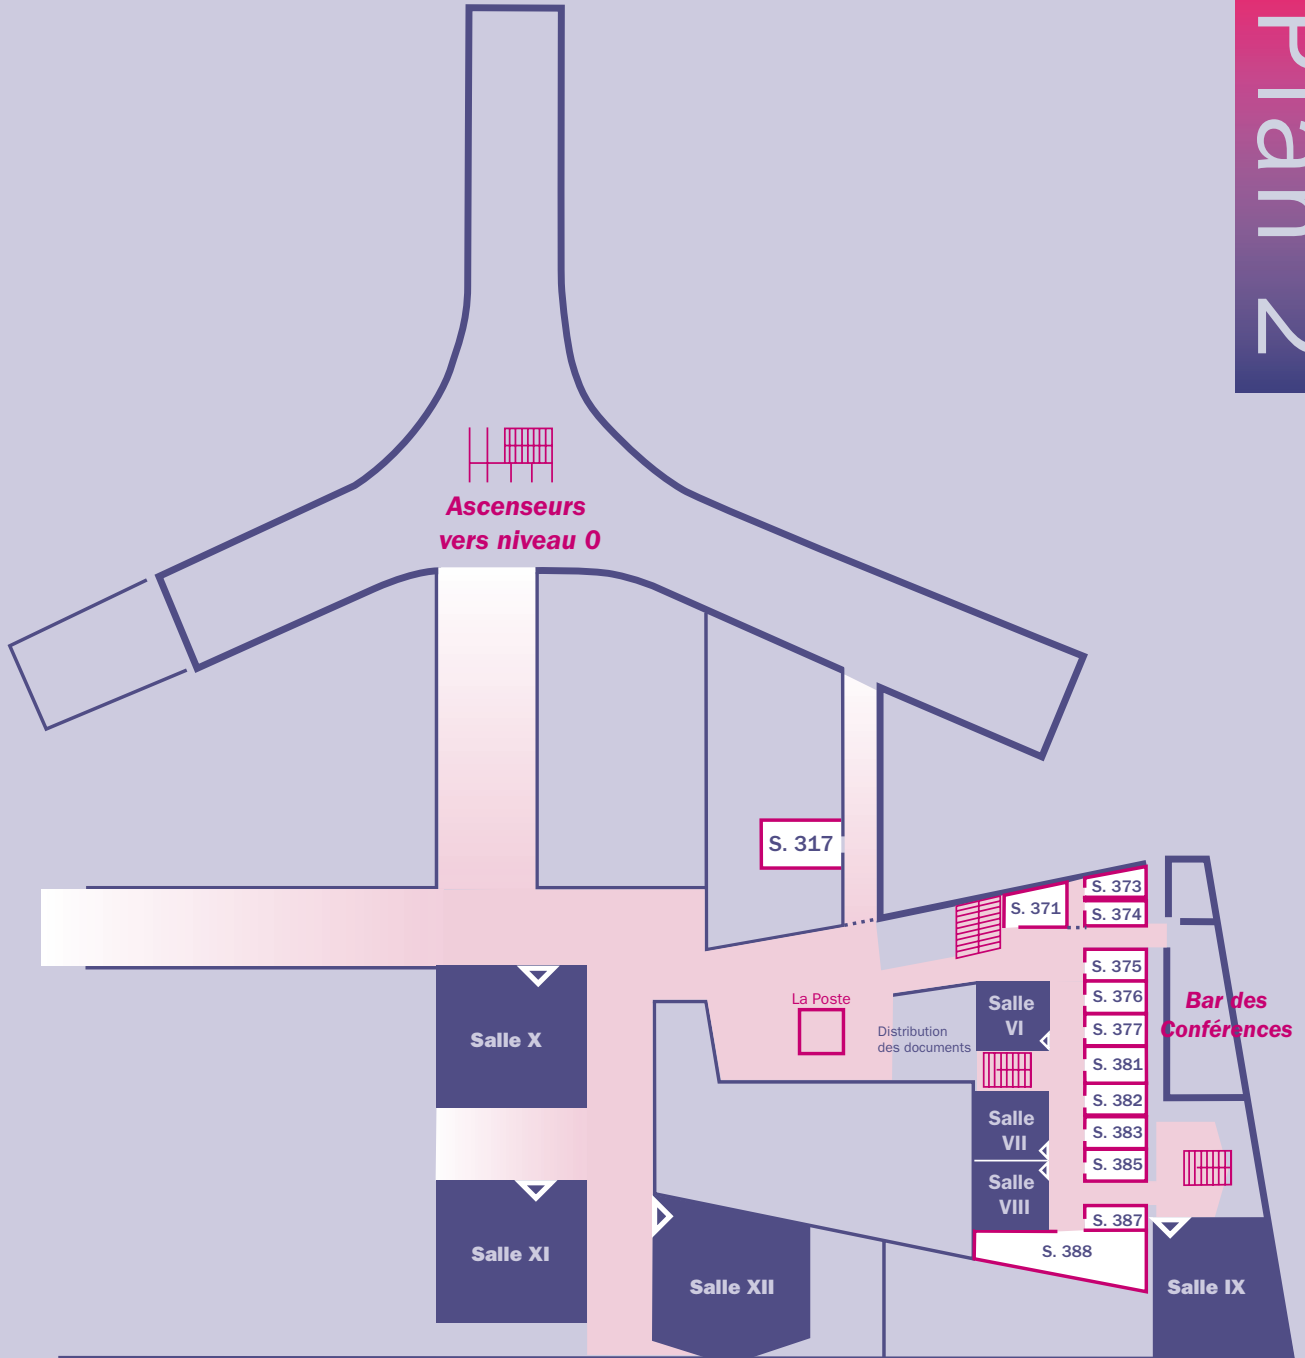 Plan 2
Ascenseurs
vers niveau 0
S. 317
S. 371
S. 373
S. 374
S. 375
S. 376
S. 377
S. 381
S. 382
S. 383
S. 385
S. 387
S. 388
Bar des
Conférences
La Poste
Distribution
des documents
Salle
VI
Salle
VII
Salle
VIII
Salle X
Salle XI
Salle XII
Salle IX